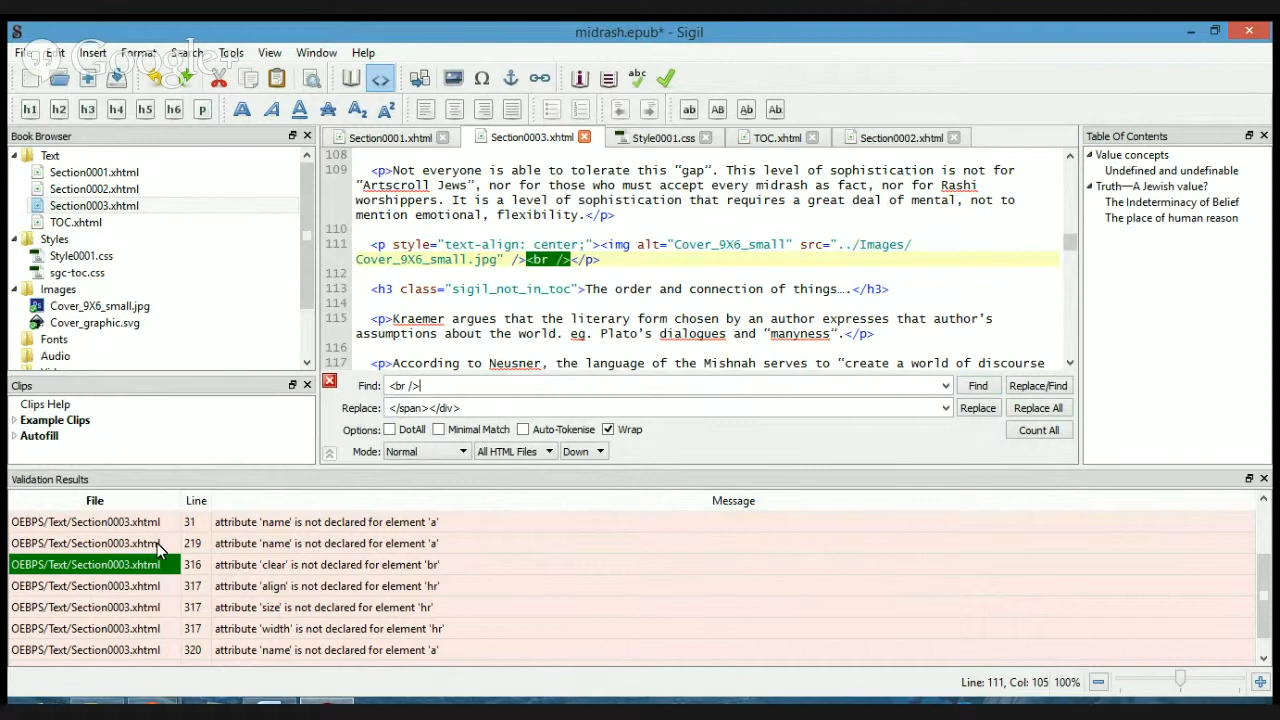 midrash.epub* - Sigil
File Edit Insert Format Search Tools View Window Help
Google+
h1 h2 h3 h4 h5 h6 p A A A A A₂ A² ab AB Ab Ab
Book Browser
Text
Section0001.xhtml
Section0002.xhtml
Section0003.xhtml
TOC.xhtml
Styles
Style0001.css
sgc-toc.css
Images
Cover_9X6_small.jpg
Cover_graphic.svg
Fonts
Audio
Clips
Clips Help
Example Clips
Autofill
Section0001.xhtml Section0003.xhtml Style0001.css TOC.xhtml Section0002.xhtml
108
109 <p>Not everyone is able to tolerate this “gap”. This level of sophistication is not for
“Artscroll Jews”, nor for those who must accept every midrash as fact, nor for Rashi
worshippers. It is a level of sophistication that requires a great deal of mental, not to
mention emotional, flexibility.</p>
110
111 <p style="text-align: center;"><img alt="Cover_9X6_small" src="../Images/
Cover_9X6_small.jpg" /><br /></p>
112
113 <h3 class="sigil_not_in_toc">The order and connection of things….</h3>
114
115 <p>Kraemer argues that the literary form chosen by an author expresses that author’s
assumptions about the world. eg. Plato’s dialogues and “manyness”.</p>
116
117 <p>According to Neusner, the language of the Mishnah serves to “create a world of discourse
Find: <br /> Find Replace/Find
Replace: </span></div> Replace Replace All
Options: DotAll Minimal Match Auto-Tokenise Wrap Count All
Mode: Normal All HTML Files Down
Table Of Contents
Value concepts
Undefined and undefinable
Truth—A Jewish value?
The Indeterminacy of Belief
The place of human reason
Validation Results
File Line Message
OEBPS/Text/Section0003.xhtml 31 attribute 'name' is not declared for element 'a'
OEBPS/Text/Section0003.xhtml 219 attribute 'name' is not declared for element 'a'
OEBPS/Text/Section0003.xhtml 316 attribute 'clear' is not declared for element 'br'
OEBPS/Text/Section0003.xhtml 317 attribute 'align' is not declared for element 'hr'
OEBPS/Text/Section0003.xhtml 317 attribute 'size' is not declared for element 'hr'
OEBPS/Text/Section0003.xhtml 317 attribute 'width' is not declared for element 'hr'
OEBPS/Text/Section0003.xhtml 320 attribute 'name' is not declared for element 'a'
Line: 111, Col: 105 100%